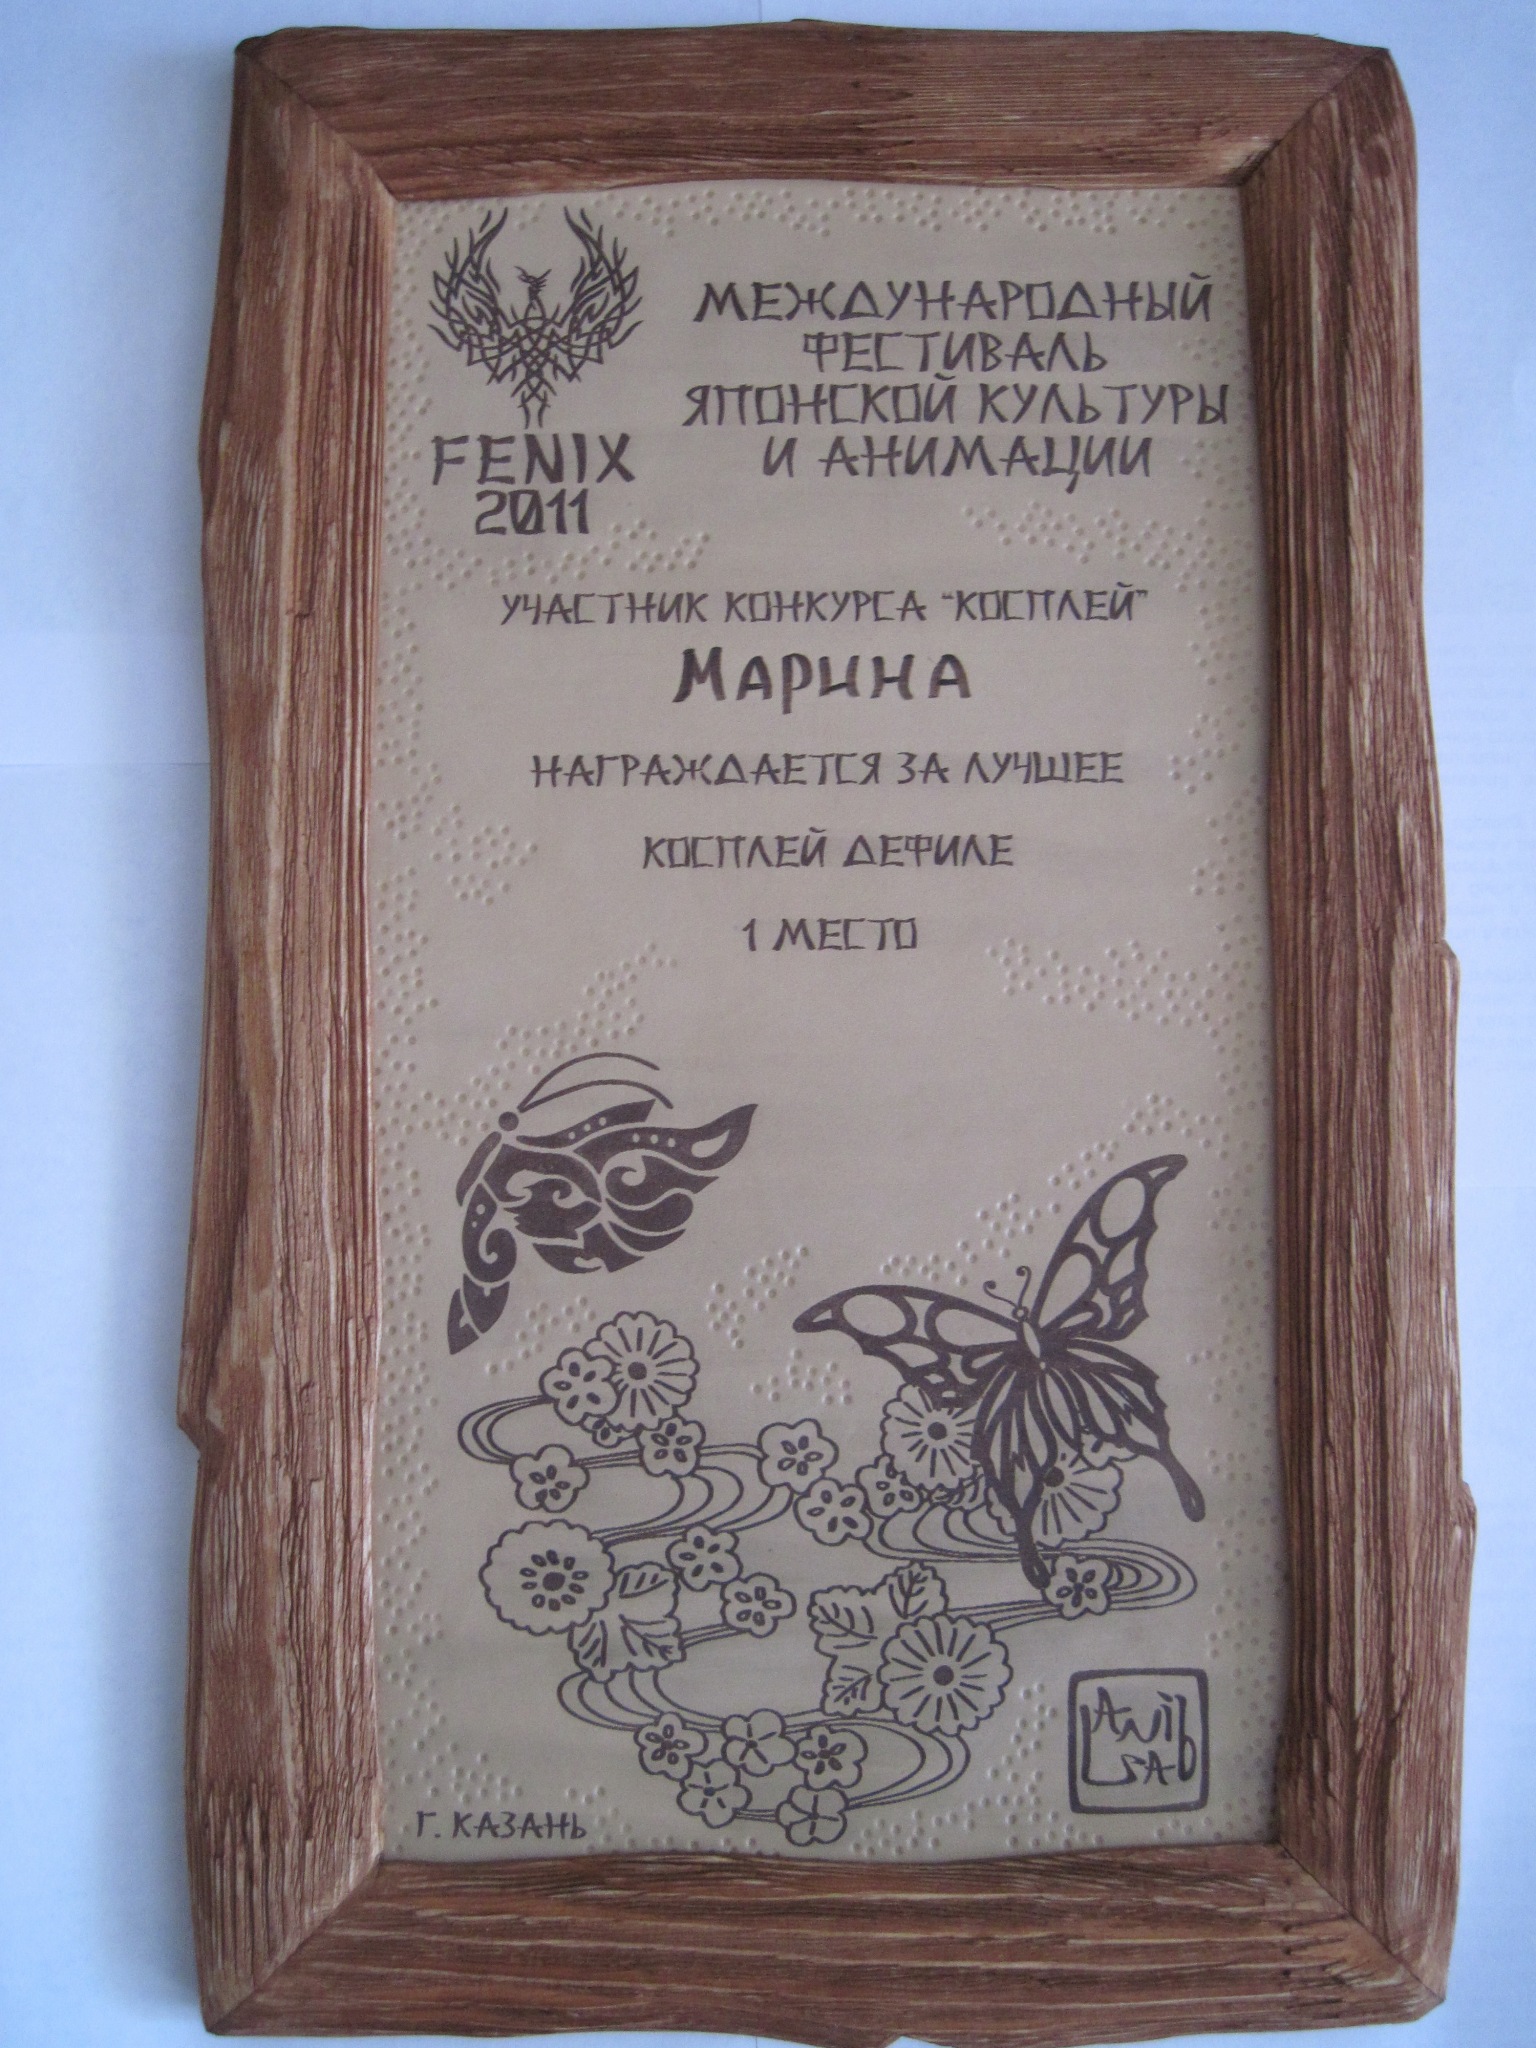 FENIX
2011
МЕЖДУНАРОДНЫЙ
ФЕСТИВАЛЬ
ЯПОНСКОЙ КУЛЬТУРЫ
И АНИМАЦИИ
УЧАСТНИК КОНКУРСА "КОСПЛЕЙ"
МАРИНА
НАГРАЖДАЕТСЯ ЗА ЛУЧШЕЕ
КОСПЛЕЙ ДЕФИЛЕ
1 МЕСТО
Г. КАЗАНЬ